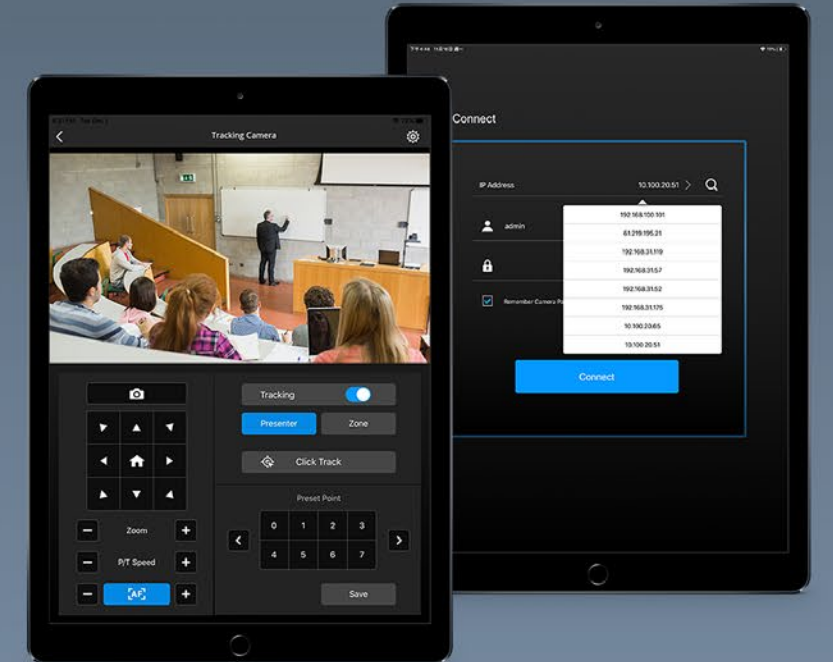 Tracking Camera
Tracking
Presenter Zone
Click Track
Preset Point
0 1 2 3
4 5 6 7
Zoom
P/T Speed
[AF]
Save
Connect
IP Address 10.100.20.51
admin
Remember Camera
192.168.100.101
61.219.195.21
192.168.31.119
192.168.31.57
192.168.31.52
192.168.31.176
10.100.20.65
10.100.20.51
Connect